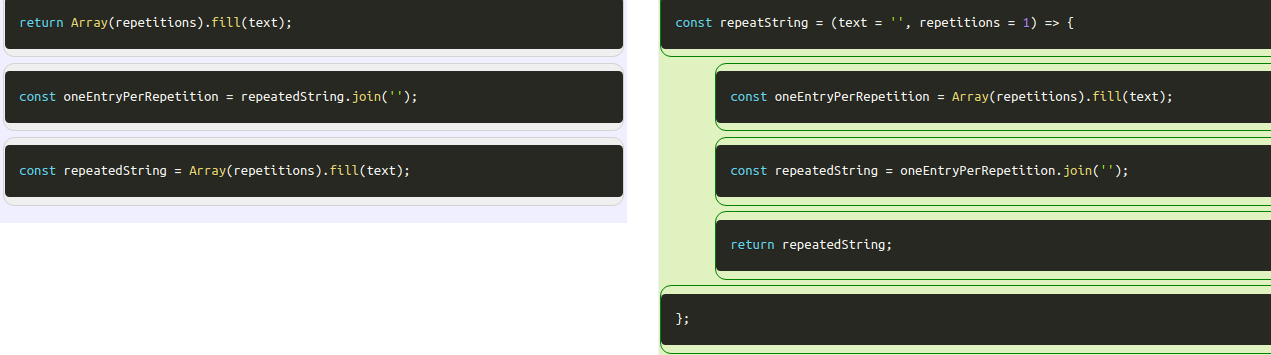 return Array(repetitions).fill(text);
const oneEntryPerRepetition = repeatedString.join('');
const repeatedString = Array(repetitions).fill(text);
const repeatString = (text = '', repetitions = 1) => {
const oneEntryPerRepetition = Array(repetitions).fill(text);
const repeatedString = oneEntryPerRepetition.join('');
return repeatedString;
};